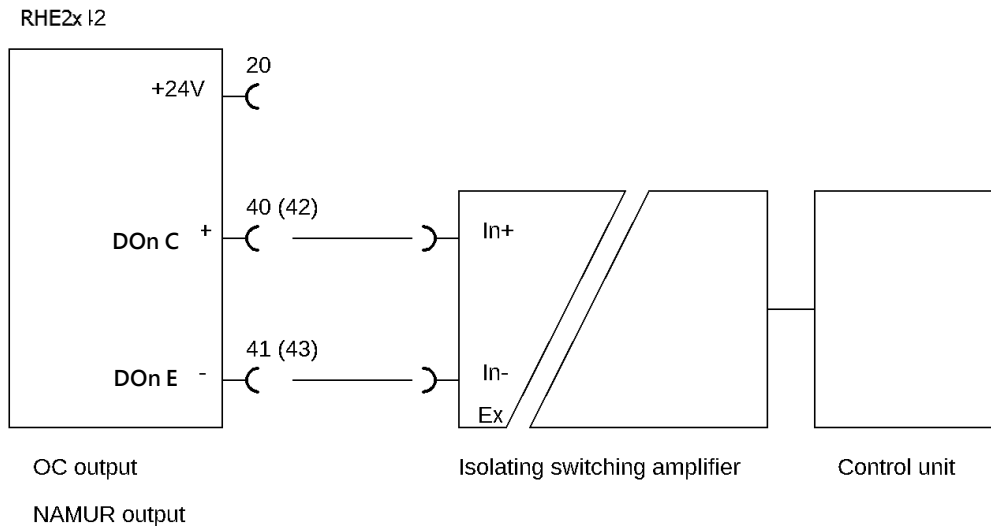 RHE2x I2
20
+24V
40 (42)
DOn C +
In+
41 (43)
DOn E -
In-
Ex
OC output
Isolating switching amplifier
Control unit
NAMUR output